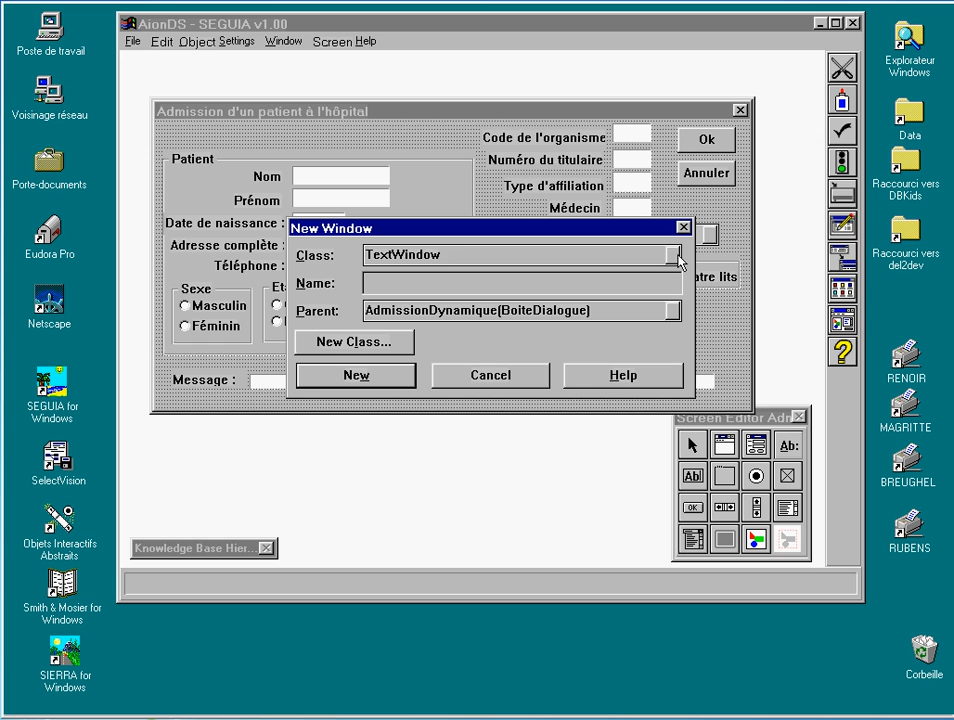 Poste de travail
Voisinage réseau
Porte-documents
Eudora Pro
Netscape
SEGUIA for
Windows
SelectVision
Objets Interactifs
Abstraits
Smith & Mosier for
Windows
SIERRA for
Windows
AionDS - SEGUIA v1.00
File Edit Object Settings Window Screen Help
Admission d'un patient à l'hôpital
Patient
Nom
Prénom
Date de naissance :
Adresse complète :
Téléphone :
Sexe
Masculin
Féminin
Message :
Code de l'organisme
Numéro du titulaire
Type d'affiliation
Médecin
Ok
Annuler
New Window
Class: TextWindow
Name:
Parent: AdmissionDynamique(BoiteDialogue)
New Class...
New Cancel Help
lits
Screen Editor
Ab:
Ab
OK
Knowledge Base Hier...
?
Explorateur
Windows
Data
Raccourci vers
DBKids
Raccourci vers
del2dev
RENOIR
MAGRITTE
BREUGHEL
RUBENS
Corbeille